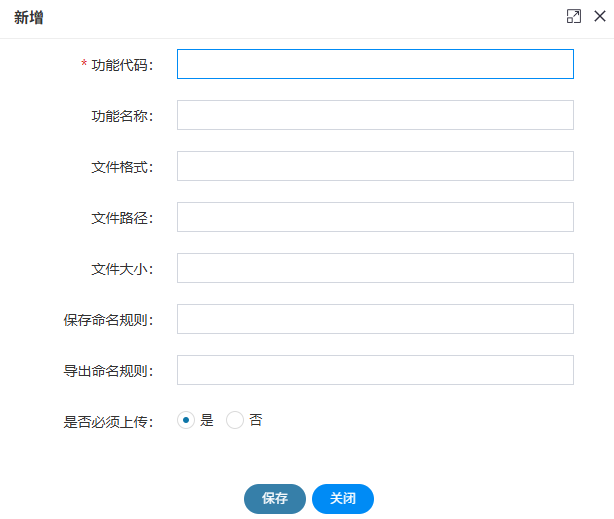 新增
* 功能代码：
功能名称：
文件格式：
文件路径：
文件大小：
保存命名规则：
导出命名规则：
是否必须上传： 是 否
保存 关闭